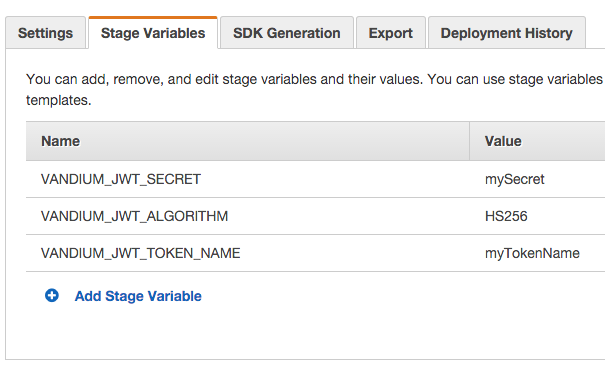 Settings Stage Variables SDK Generation Export Deployment History
You can add, remove, and edit stage variables and their values. You can use stage variables
templates.
Name Value
VANDIUM_JWT_SECRET mySecret
VANDIUM_JWT_ALGORITHM HS256
VANDIUM_JWT_TOKEN_NAME myTokenName
Add Stage Variable